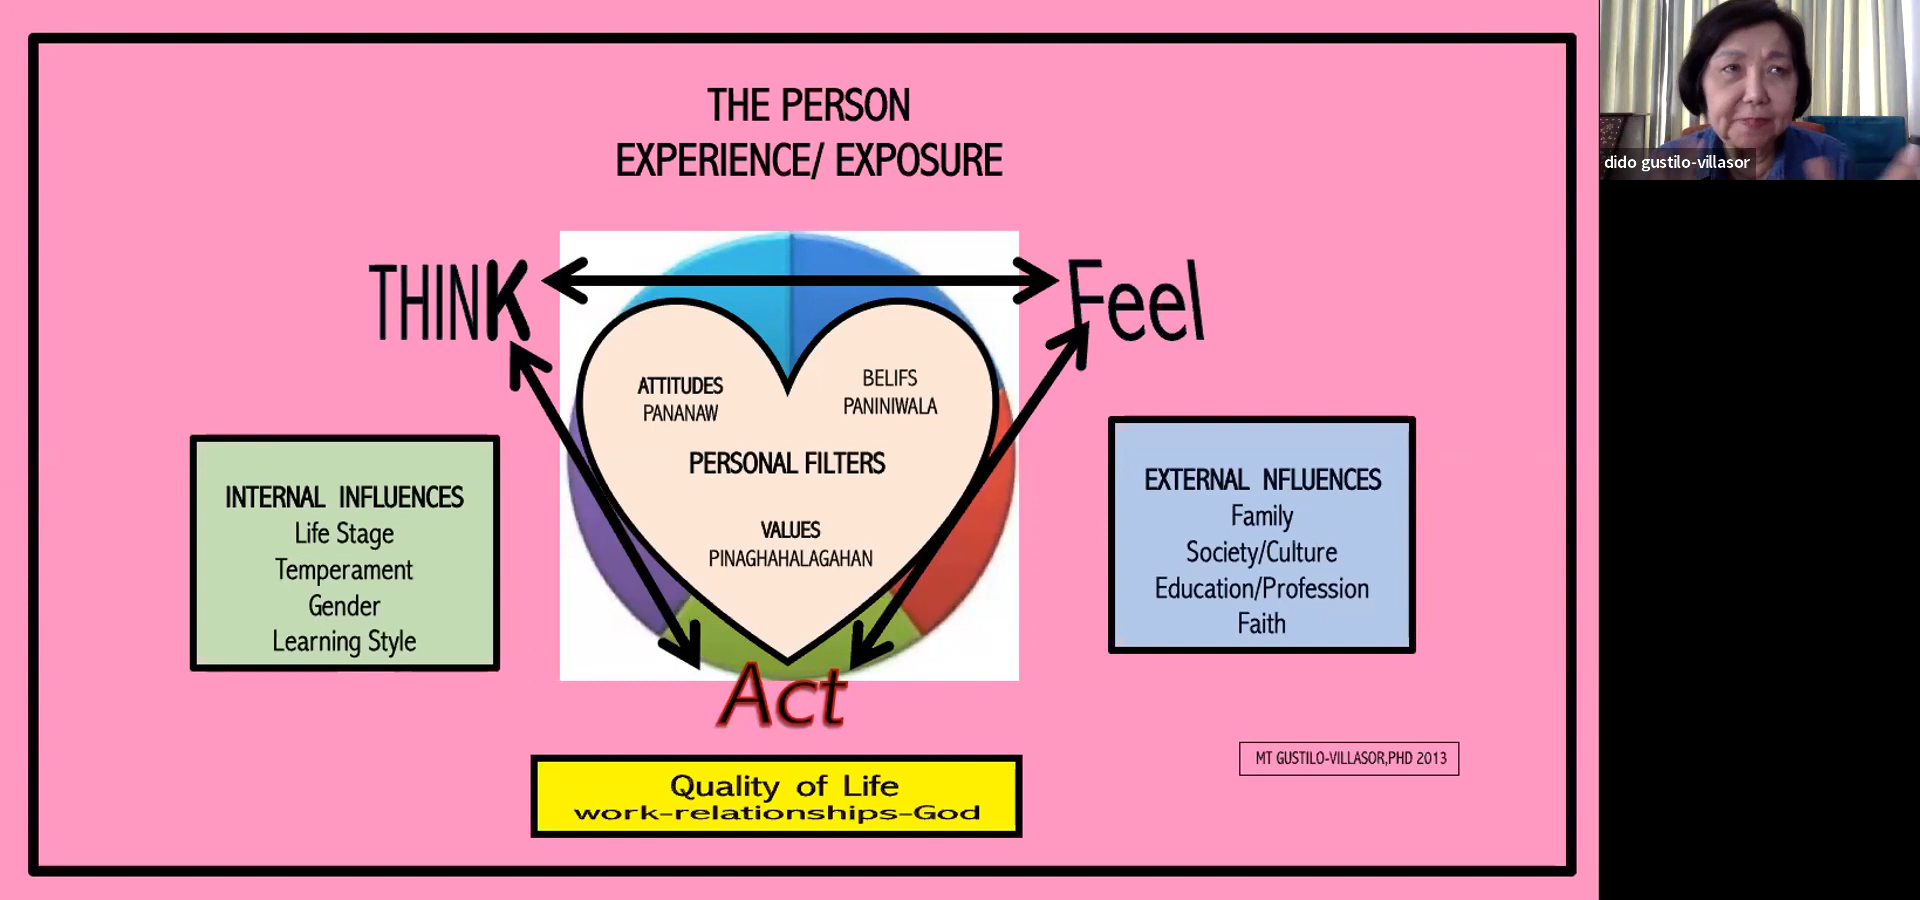 THE PERSON
EXPERIENCE/ EXPOSURE
THINK
Feel
ATTITUDES
PANANAW
BELIFS
PANINIWALA
PERSONAL FILTERS
VALUES
PINAGHAHALAGAHAN
INTERNAL INFLUENCES
Life Stage
Temperament
Gender
Learning Style
EXTERNAL NFLUENCES
Family
Society/Culture
Education/Profession
Faith
Act
Quality of Life
work-relationships-God
MT GUSTILO-VILLASOR,PHD 2013
dido gustilo-villasor